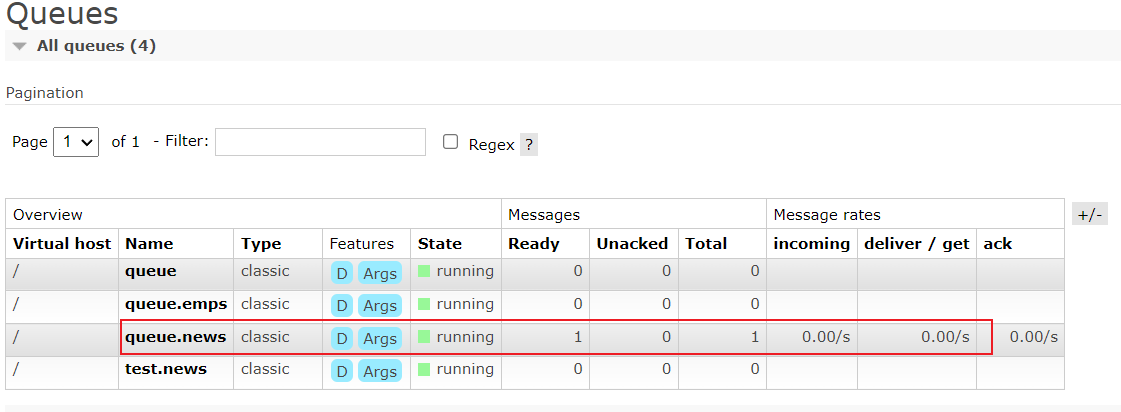 Queues
All queues (4)
Pagination
Page 1 of 1 - Filter: Regex ?
Overview Messages Message rates +/-
Virtual host Name Type Features State Ready Unacked Total incoming deliver / get ack
/ queue classic D Args running 0 0 0
/ queue.emps classic D Args running 0 0 0
/ queue.news classic D Args running 1 0 1 0.00/s 0.00/s 0.00/s
/ test.news classic D Args running 0 0 0